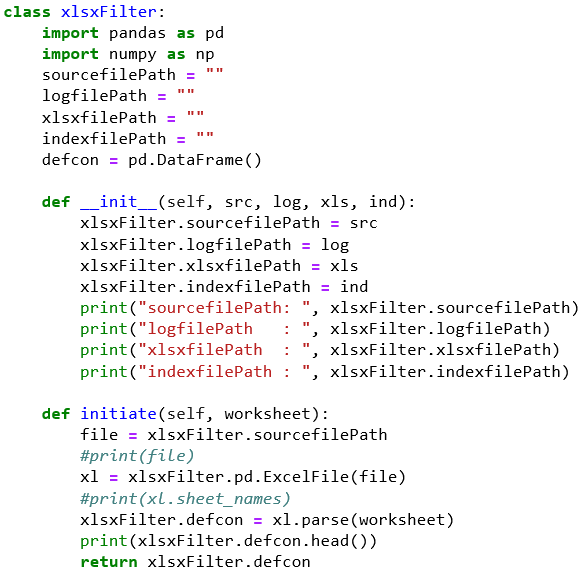 class xlsxFilter:
    import pandas as pd
    import numpy as np
    sourcefilePath = ""
    logfilePath = ""
    xlsxfilePath = ""
    indexfilePath = ""
    defcon = pd.DataFrame()

    def __init__(self, src, log, xls, ind):
        xlsxFilter.sourcefilePath = src
        xlsxFilter.logfilePath = log
        xlsxFilter.xlsxfilePath = xls
        xlsxFilter.indexfilePath = ind
        print("sourcefilePath: ", xlsxFilter.sourcefilePath)
        print("logfilePath   : ", xlsxFilter.logfilePath)
        print("xlsxfilePath  : ", xlsxFilter.xlsxfilePath)
        print("indexfilePath : ", xlsxFilter.indexfilePath)

    def initiate(self, worksheet):
        file = xlsxFilter.sourcefilePath
        #print(file)
        xl = xlsxFilter.pd.ExcelFile(file)
        #print(xl.sheet_names)
        xlsxFilter.defcon = xl.parse(worksheet)
        print(xlsxFilter.defcon.head())
        return xlsxFilter.defcon